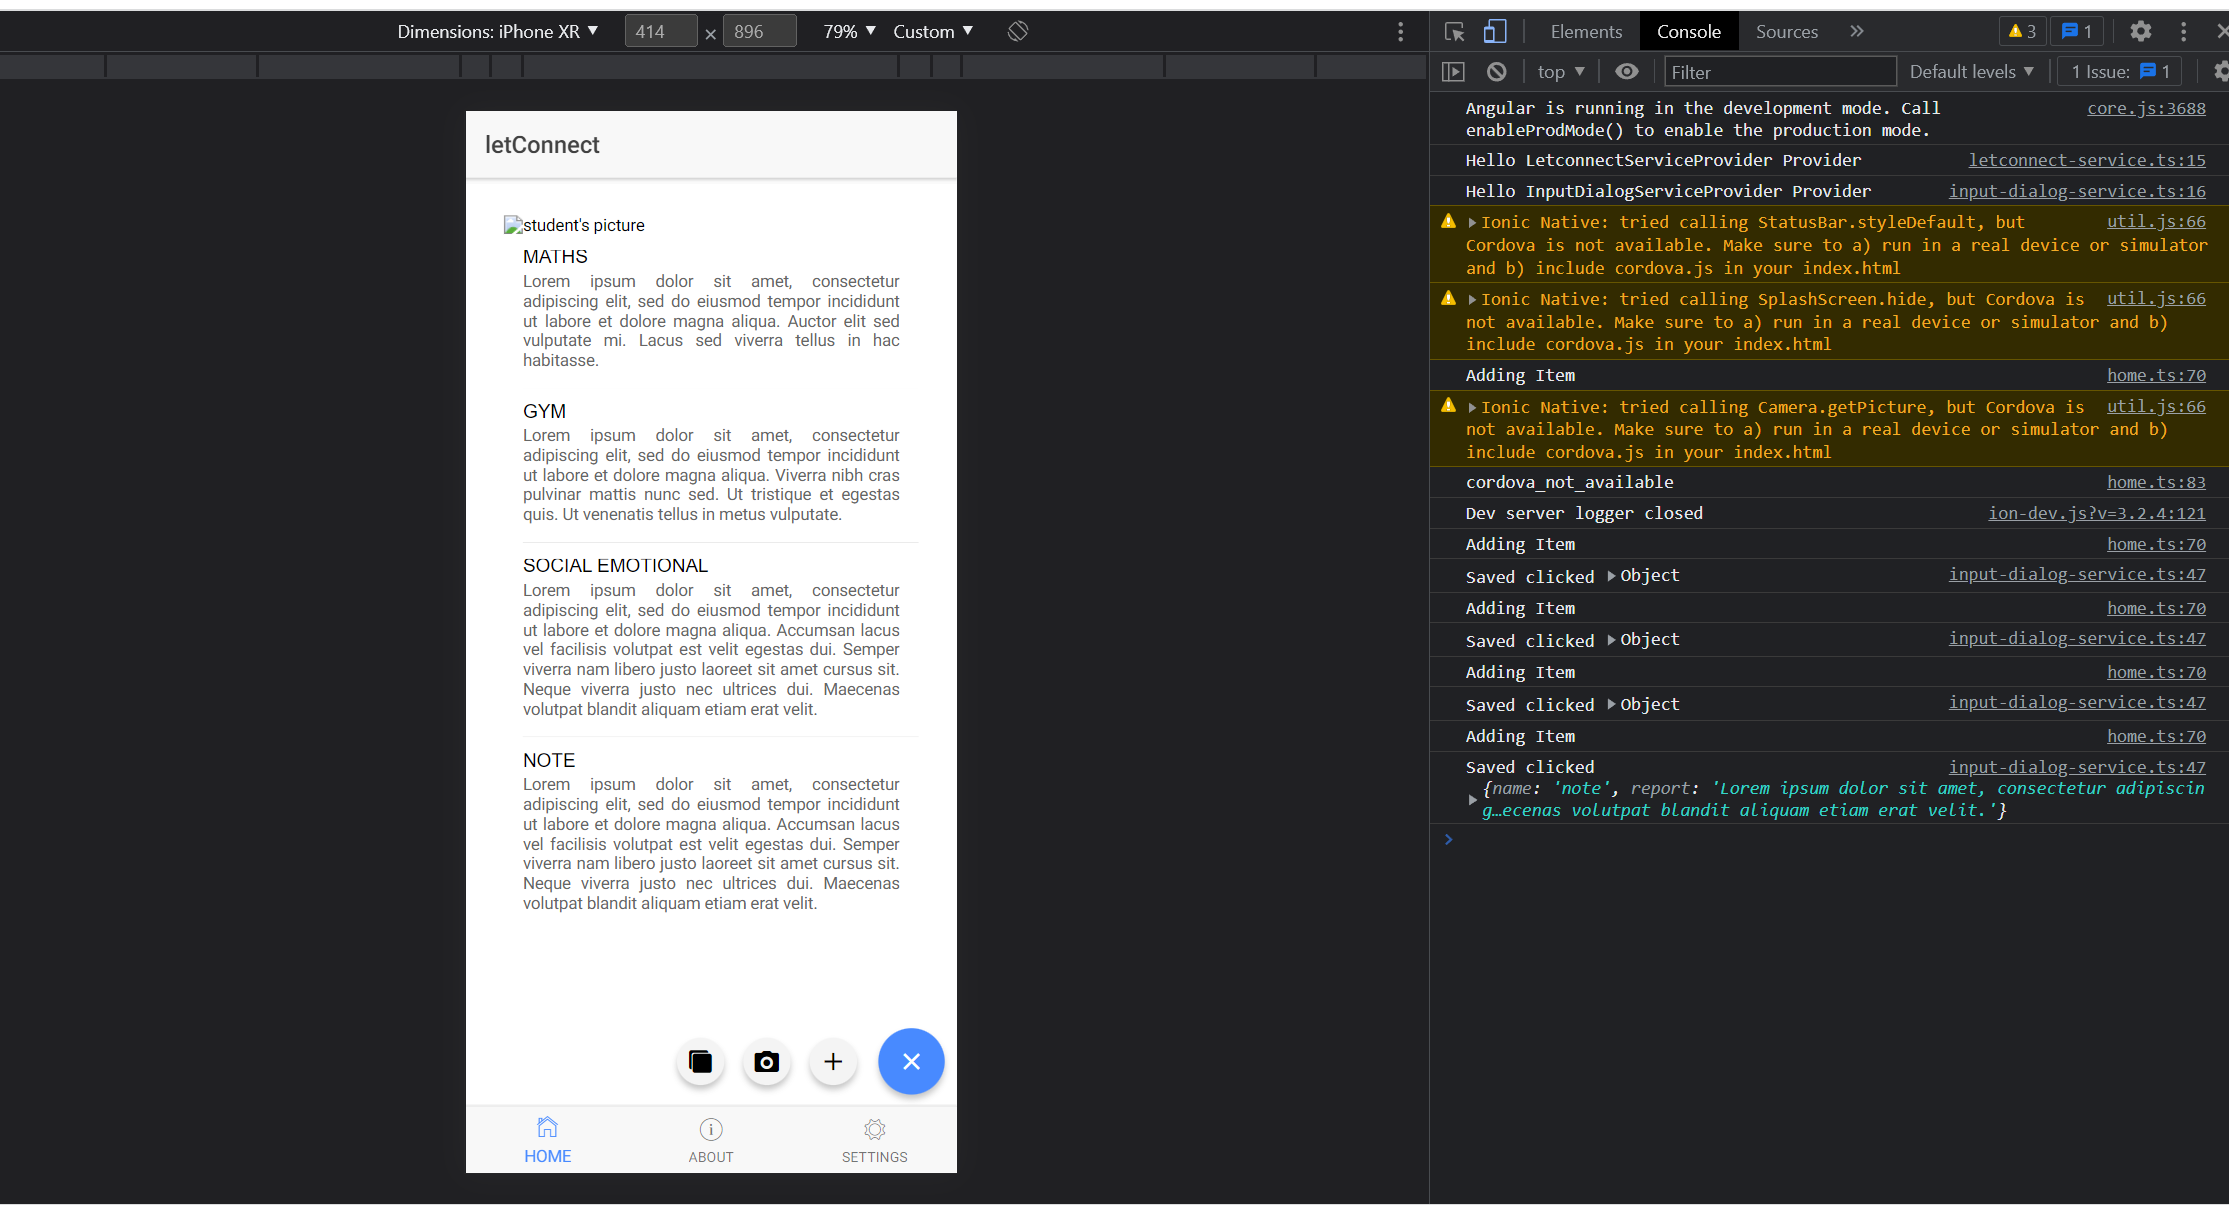 Dimensions: iPhone XR ▼ 414 × 896 79% ▼ Custom ▼
letConnect
student's picture
MATHS
Lorem ipsum dolor sit amet, consectetur
adipiscing elit, sed do eiusmod tempor incididunt
ut labore et dolore magna aliqua. Auctor elit sed
vulputate mi. Lacus sed viverra tellus in hac
habitasse.
GYM
Lorem ipsum dolor sit amet, consectetur
adipiscing elit, sed do eiusmod tempor incididunt
ut labore et dolore magna aliqua. Viverra nibh cras
pulvinar mattis nunc sed. Ut tristique et egestas
quis. Ut venenatis tellus in metus vulputate.
SOCIAL EMOTIONAL
Lorem ipsum dolor sit amet, consectetur
adipiscing elit, sed do eiusmod tempor incididunt
ut labore et dolore magna aliqua. Accumsan lacus
vel facilisis volutpat est velit egestas dui. Semper
viverra nam libero justo laoreet sit amet cursus sit.
Neque viverra justo nec ultrices dui. Maecenas
volutpat blandit aliquam etiam erat velit.
NOTE
Lorem ipsum dolor sit amet, consectetur
adipiscing elit, sed do eiusmod tempor incididunt
ut labore et dolore magna aliqua. Accumsan lacus
vel facilisis volutpat est velit egestas dui. Semper
viverra nam libero justo laoreet sit amet cursus sit.
Neque viverra justo nec ultrices dui. Maecenas
volutpat blandit aliquam etiam erat velit.
HOME ABOUT SETTINGS
Elements Console Sources » 3 1
top ▼ Filter Default levels ▼ 1 Issue: 1
Angular is running in the development mode. Call core.js:3688
enableProdMode() to enable the production mode.
Hello LetconnectServiceProvider Provider letconnect-service.ts:15
Hello InputDialogServiceProvider Provider input-dialog-service.ts:16
Ionic Native: tried calling StatusBar.styleDefault, but util.js:66
Cordova is not available. Make sure to a) run in a real device or simulator
and b) include cordova.js in your index.html
Ionic Native: tried calling SplashScreen.hide, but Cordova is util.js:66
not available. Make sure to a) run in a real device or simulator and b)
include cordova.js in your index.html
Adding Item home.ts:70
Ionic Native: tried calling Camera.getPicture, but Cordova is util.js:66
not available. Make sure to a) run in a real device or simulator and b)
include cordova.js in your index.html
cordova_not_available home.ts:83
Dev server logger closed ion-dev.js?v=3.2.4:121
Adding Item home.ts:70
Saved clicked ▶Object input-dialog-service.ts:47
Adding Item home.ts:70
Saved clicked ▶Object input-dialog-service.ts:47
Adding Item home.ts:70
Saved clicked ▶Object input-dialog-service.ts:47
Adding Item home.ts:70
Saved clicked input-dialog-service.ts:47
{name: 'note', report: 'Lorem ipsum dolor sit amet, consectetur adipiscin
g…ecenas volutpat blandit aliquam etiam erat velit.'}